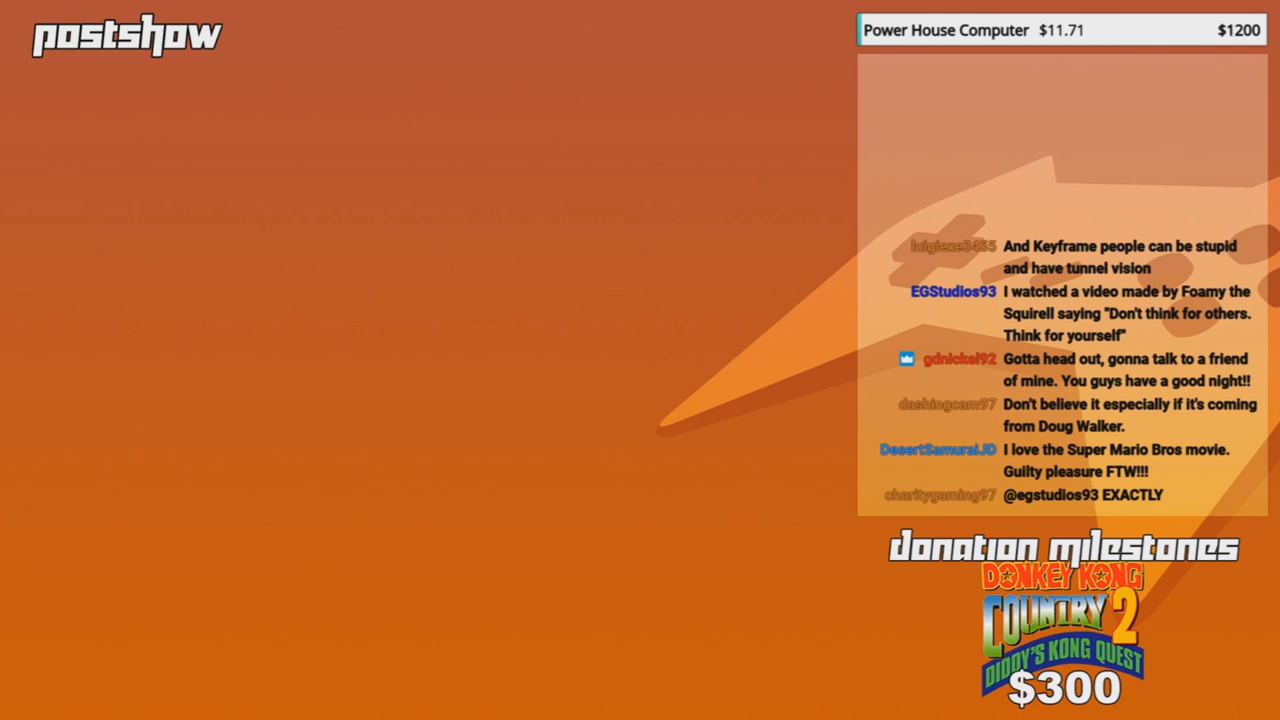 postshow
Power House Computer $11.71 $1200
luigiexe3455 And Keyframe people can be stupid
and have tunnel vision
EGStudios93 I watched a video made by Foamy the
Squirell saying "Don't think for others.
Think for yourself"
gdnickel92 Gotta head out, gonna talk to a friend
of mine. You guys have a good night!!
dashingcam97 Don't believe it especially if it's coming
from Doug Walker.
DesertSamuraiJD I love the Super Mario Bros movie.
Guilty pleasure FTW!!!
charitygaming97 @egstudios93 EXACTLY
donation milestones
DONKEY KONG
COUNTRY 2
DIDDY'S KONG QUEST
$300